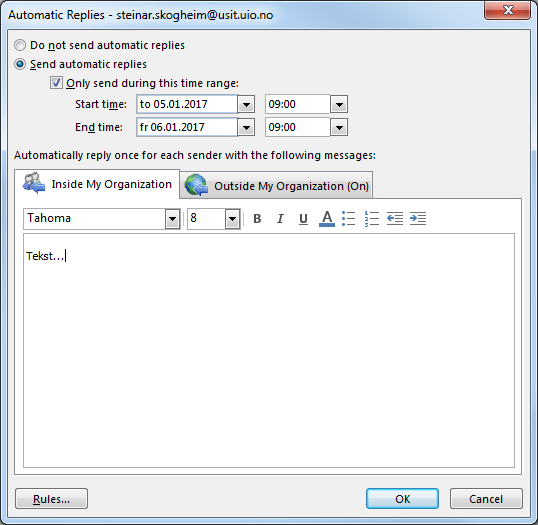 Automatic Replies - steinar.skogheim@usit.uio.no
Do not send automatic replies
Send automatic replies
Only send during this time range:
Start time: to 05.01.2017 09:00
End time: fr 06.01.2017 09:00
Automatically reply once for each sender with the following messages:
Inside My Organization Outside My Organization (On)
Tahoma 8 B I U A
Tekst...
Rules... OK Cancel